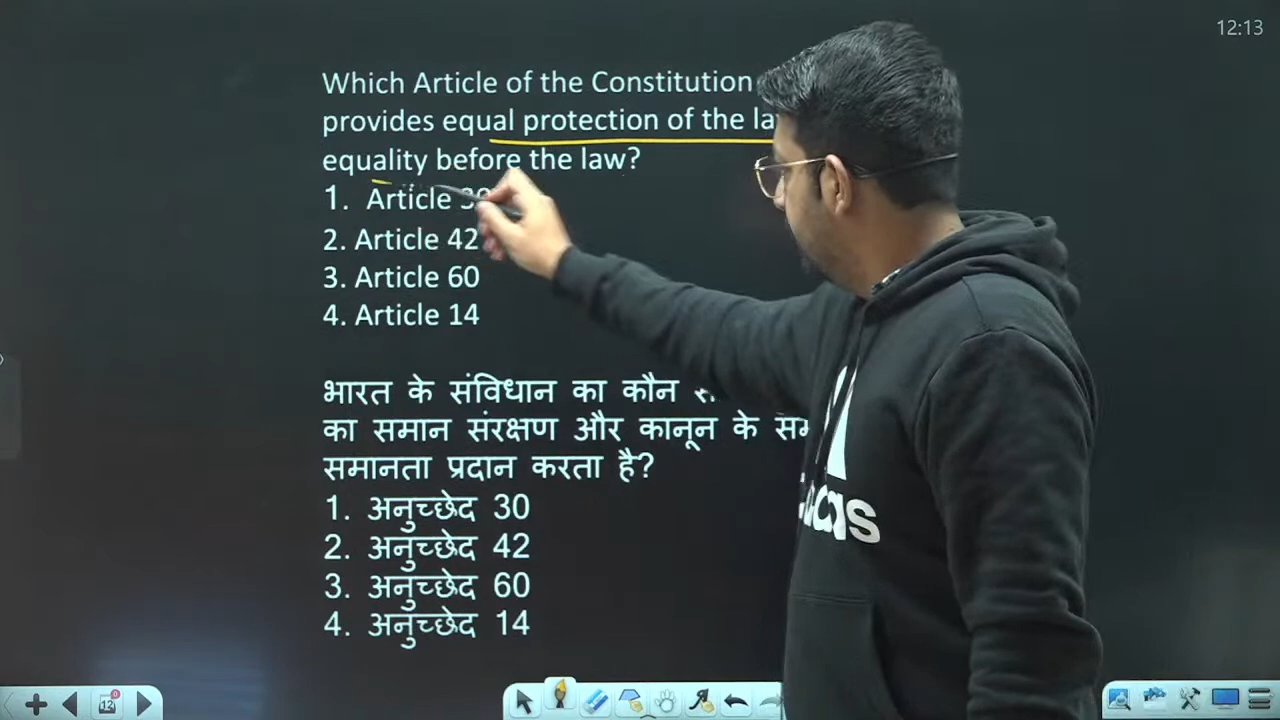 12:13
Which Article of the Constitution
provides equal protection of the
equality before the law?
1. Article
2. Article 42
3. Article 60
4. Article 14
भारत के संविधान का कौन
का समान संरक्षण और कानून के
समानता प्रदान करता है?
1. अनुच्छेद 30
2. अनुच्छेद 42
3. अनुच्छेद 60
4. अनुच्छेद 14